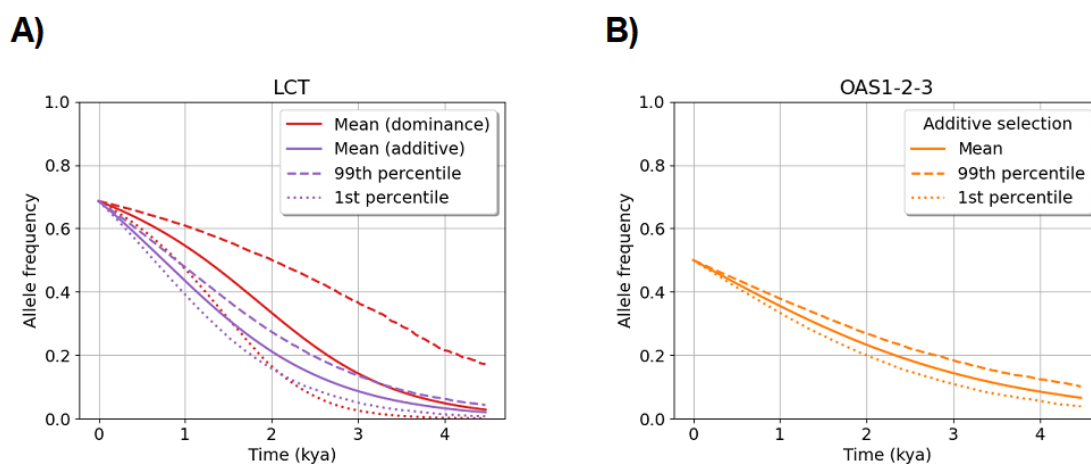 A)
B)
LCT
1.0
0.8
0.6
0.4
0.2
0.0
Allele frequency
0
1
2
3
4
Time (kya)
Mean (dominance)
Mean (additive)
99th percentile
1st percentile
OAS1-2-3
1.0
0.8
0.6
0.4
0.2
0.0
Allele frequency
0
1
2
3
4
Time (kya)
Additive selection
Mean
99th percentile
1st percentile